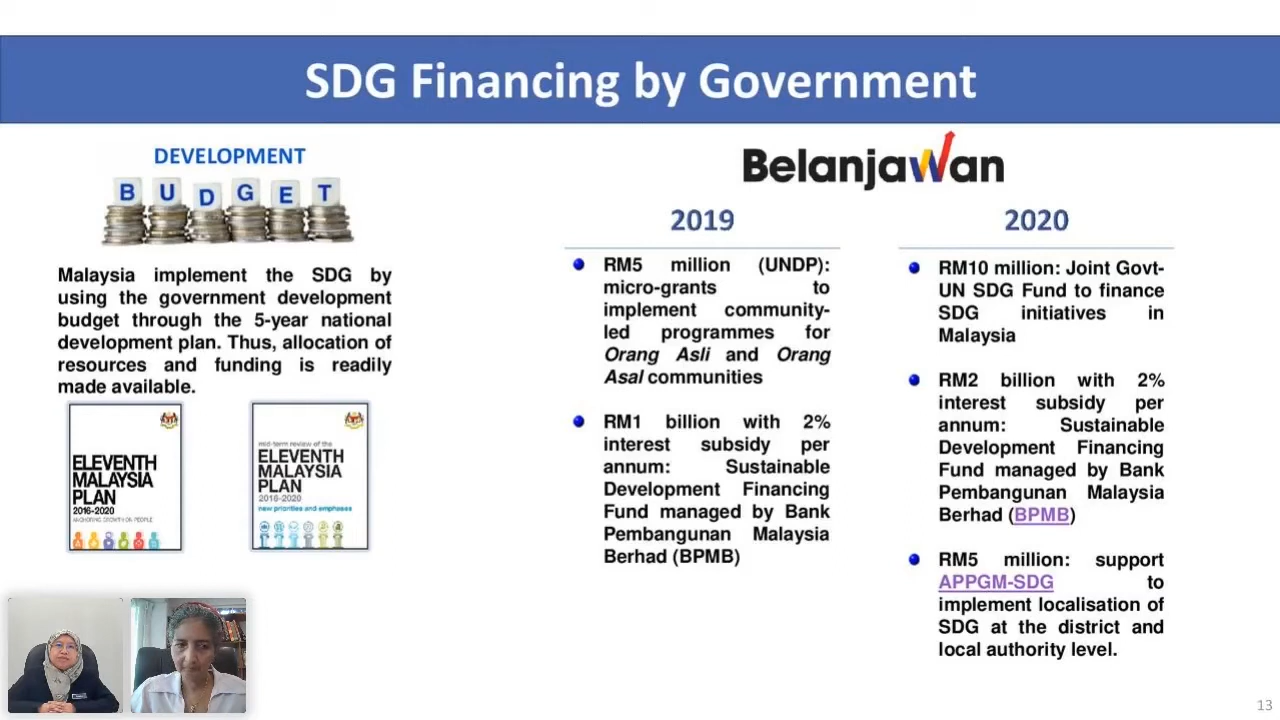 SDG Financing by Government
DEVELOPMENT
BUDGET
Malaysia implement the SDG by
using the government development
budget through the 5-year national
development plan. Thus, allocation of
resources and funding is readily
made available.
ELEVENTH
MALAYSIA
PLAN
2016-2020
ANCHORING GROWTH ON PEOPLE
mid-term review of the
ELEVENTH
MALAYSIA
PLAN
2016-2020
new priorities and emphases
Belanjawan
2019
RM5 million (UNDP):
micro-grants to
implement community-
led programmes for
Orang Asli and Orang
Asal communities
RM1 billion with 2%
interest subsidy per
annum: Sustainable
Development Financing
Fund managed by Bank
Pembangunan Malaysia
Berhad (BPMB)
2020
RM10 million: Joint Govt-
UN SDG Fund to finance
SDG initiatives in
Malaysia
RM2 billion with 2%
interest subsidy per
annum: Sustainable
Development Financing
Fund managed by Bank
Pembangunan Malaysia
Berhad (BPMB)
RM5 million: support
APPGM-SDG to
implement localisation of
SDG at the district and
local authority level.
13